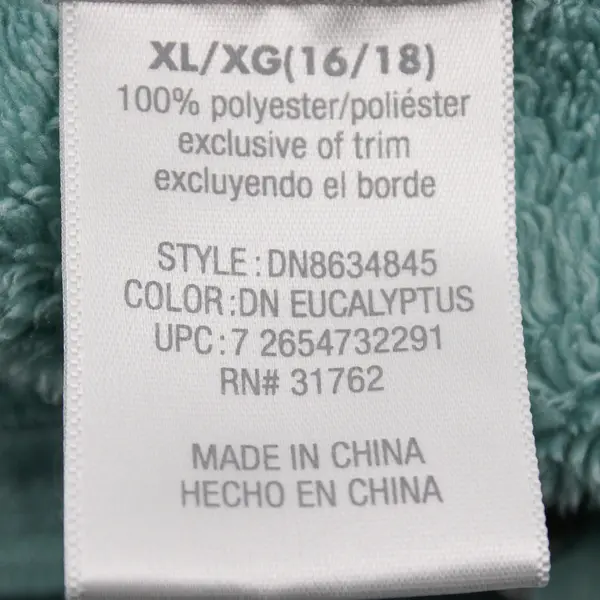 XL/XG(16/18)
100% polyester/poliéster
exclusive of trim
excluyendo el borde
STYLE:DN8634845
COLOR:DN EUCALYPTUS
UPC:7 2654732291
RN# 31762
MADE IN CHINA
HECHO EN CHINA